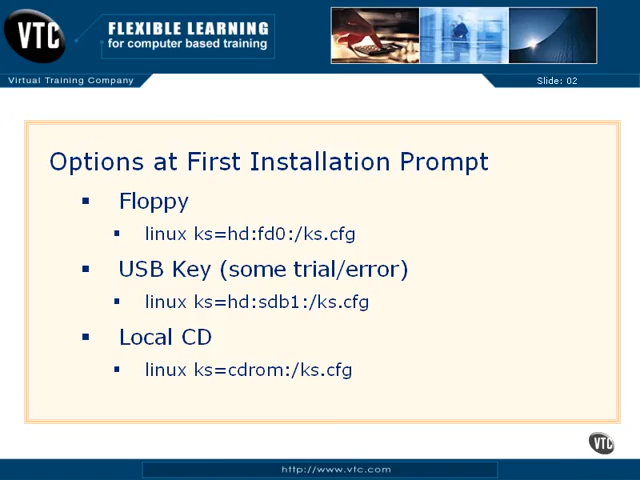 VTC
FLEXIBLE LEARNING
for computer based training
Virtual Training Company
Slide: 02
Options at First Installation Prompt
▪ Floppy
▪ linux ks=hd:fd0:/ks.cfg
▪ USB Key (some trial/error)
▪ linux ks=hd:sdb1:/ks.cfg
▪ Local CD
▪ linux ks=cdrom:/ks.cfg
VTC
http://www.vtc.com